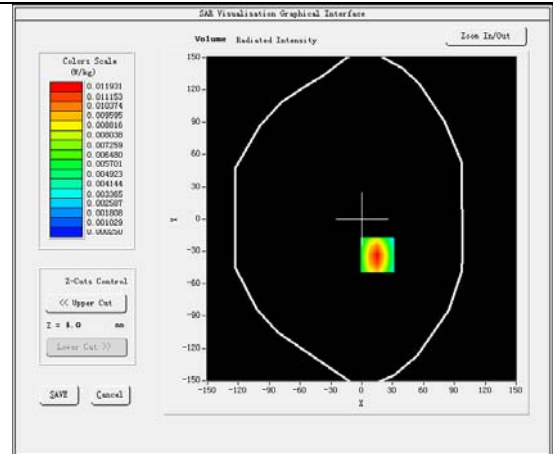 SAR Visualisation Graphical Interface
Volume Radiated Intensity
Zoom In/Out
Colors Scale
(W/kg)
0.011931
0.011153
0.010374
0.009595
0.008816
0.008038
0.007259
0.006480
0.005701
0.004923
0.004144
0.003365
0.002587
0.001808
0.001029
0.000250
Z-Cuts Control
<< Upper Cut
Z = 4.0 mm
Lower Cut >>
SAVE
Cancel
150
120
90
60
30
0
-30
-60
-90
-120
-150
Y
-150 -120 -90 -60 -30 0 30 60 90 120 150
X